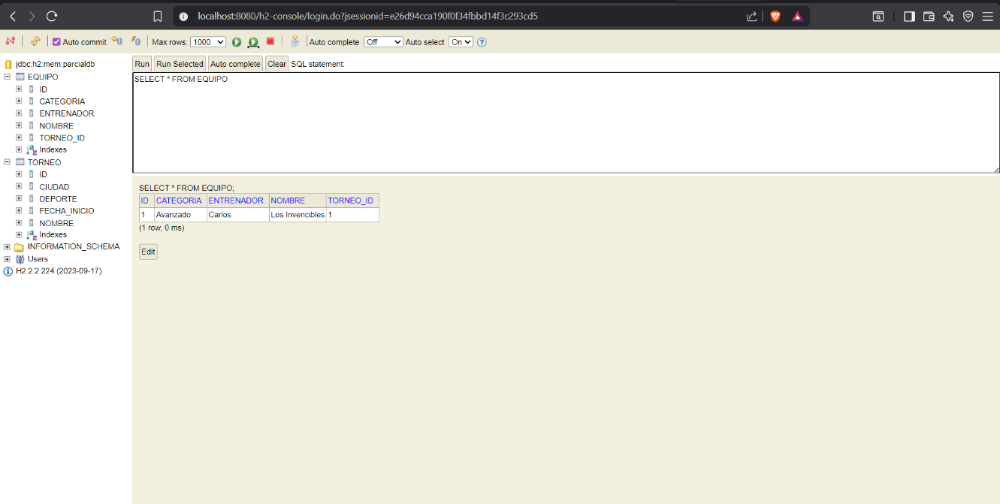 localhost:8080/h2-console/login.do?jsessionid=e26d94cca190f0f34fbbd14f3c293cd5
Auto commit Max rows: 1000 Auto complete Off Auto select On
jdbc:h2:mem:parcialdb
EQUIPO
ID
CATEGORIA
ENTRENADOR
NOMBRE
TORNEO_ID
Indexes
TORNEO
ID
CIUDAD
DEPORTE
FECHA_INICIO
NOMBRE
Indexes
INFORMATION_SCHEMA
Users
H2 2.2.224 (2023-09-17)
Run Run Selected Auto complete Clear SQL statement:
SELECT * FROM EQUIPO
SELECT * FROM EQUIPO;
ID CATEGORIA ENTRENADOR NOMBRE TORNEO_ID
1 Avanzado Carlos Los Invencibles 1
(1 row, 0 ms)
Edit